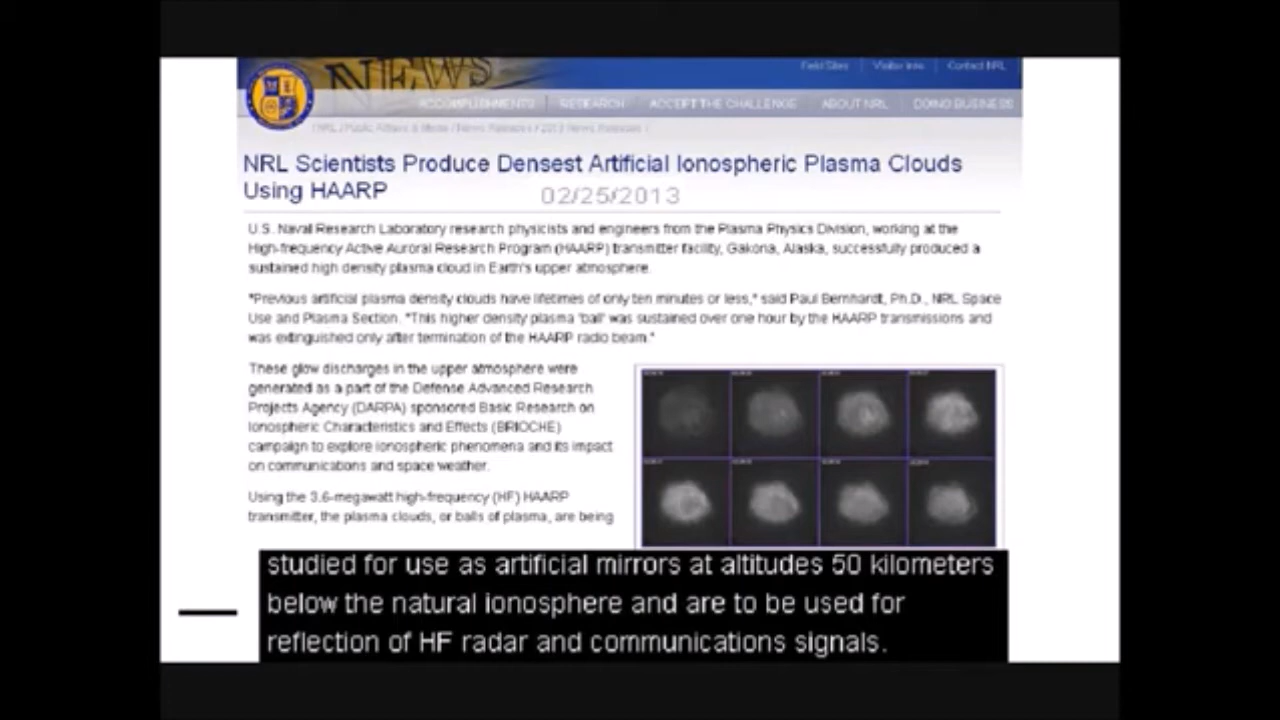 NEWS
Field Sites | Visitor Info | Contact NRL
ACCOMPLISHMENTS | RESEARCH | ACCEPT THE CHALLENGE | ABOUT NRL | DOING BUSINESS
NRL / Public Affairs & Media / News Releases / 2013 News Releases /
NRL Scientists Produce Densest Artificial Ionospheric Plasma Clouds
Using HAARP
02/25/2013
U.S. Naval Research Laboratory research physicists and engineers from the Plasma Physics Division, working at the
High-frequency Active Auroral Research Program (HAARP) transmitter facility, Gakona, Alaska, successfully produced a
sustained high density plasma cloud in Earth's upper atmosphere.
"Previous artificial plasma density clouds have lifetimes of only ten minutes or less," said Paul Bernhardt, Ph.D., NRL Space
Use and Plasma Section. "This higher density plasma 'ball' was sustained over one hour by the HAARP transmissions and
was extinguished only after termination of the HAARP radio beam."
These glow discharges in the upper atmosphere were
generated as a part of the Defense Advanced Research
Projects Agency (DARPA) sponsored Basic Research on
Ionospheric Characteristics and Effects (BRIOCHE)
campaign to explore ionospheric phenomena and its impact
on communications and space weather.
Using the 3.6-megawatt high-frequency (HF) HAARP
transmitter, the plasma clouds, or balls of plasma, are being
studied for use as artificial mirrors at altitudes 50 kilometers
below the natural ionosphere and are to be used for
reflection of HF radar and communications signals.